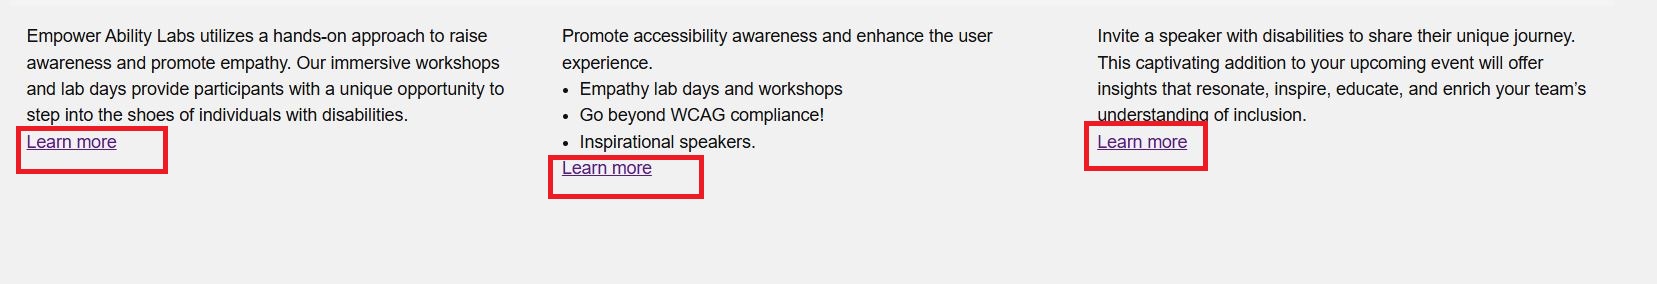 Empower Ability Labs utilizes a hands-on approach to raise
awareness and promote empathy. Our immersive workshops
and lab days provide participants with a unique opportunity to
step into the shoes of individuals with disabilities.
Learn more
Promote accessibility awareness and enhance the user
experience.
• Empathy lab days and workshops
• Go beyond WCAG compliance!
• Inspirational speakers.
Learn more
Invite a speaker with disabilities to share their unique journey.
This captivating addition to your upcoming event will offer
insights that resonate, inspire, educate, and enrich your team’s
understanding of inclusion.
Learn more